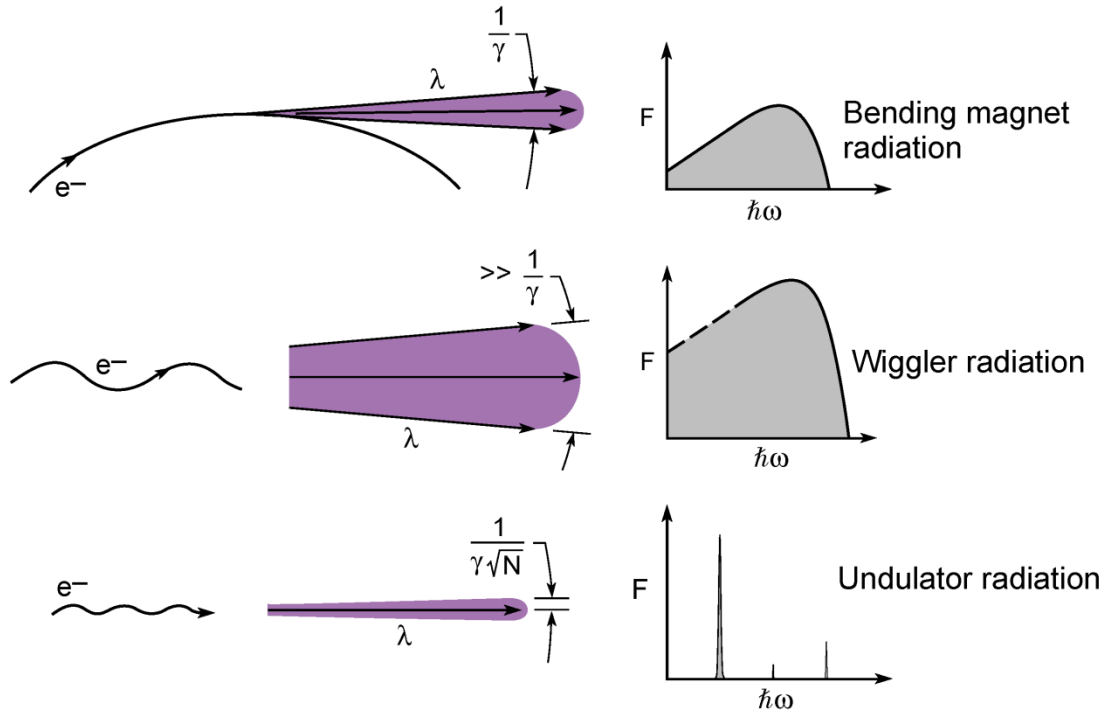 1
γ
λ
e–
F
ħω
Bending magnet
radiation
>> 1
γ
e–
λ
F
ħω
Wiggler radiation
1
γ√N
e–
λ
F
ħω
Undulator radiation